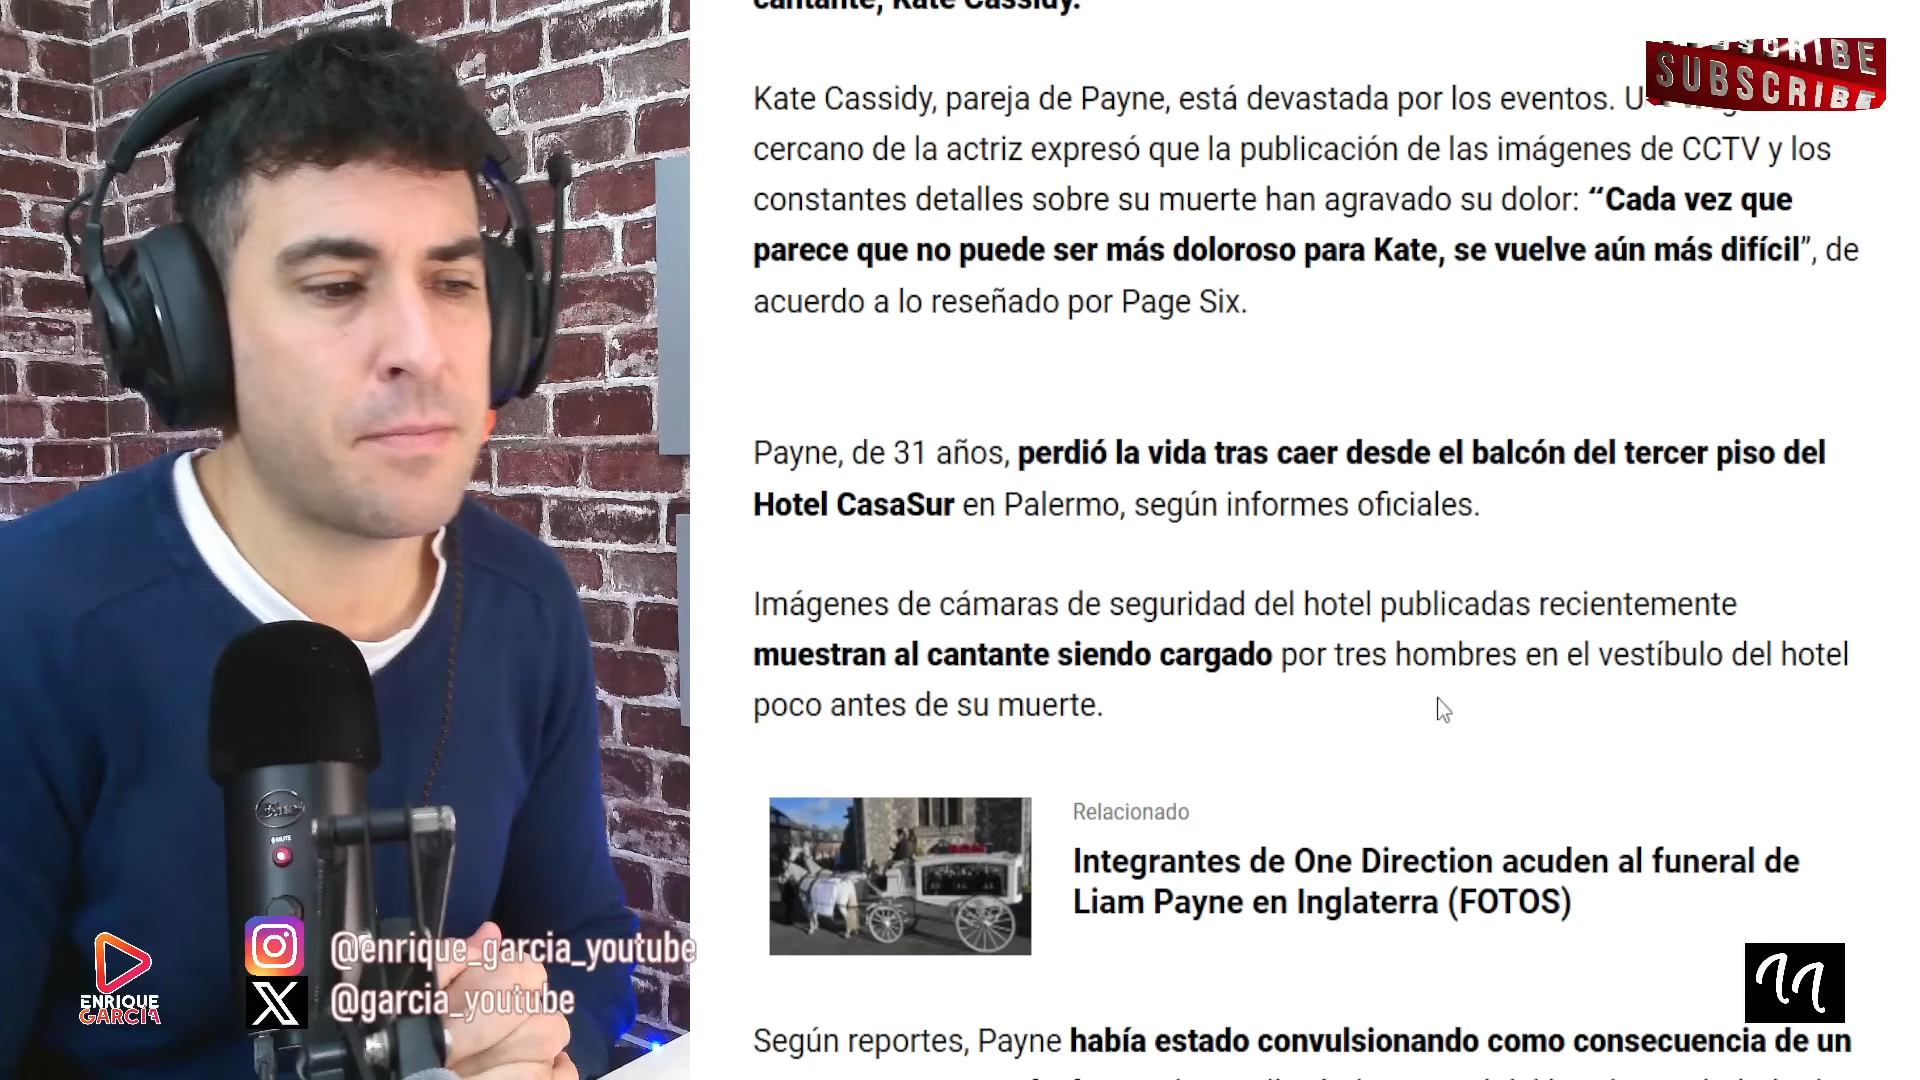 cantante, Kate Cassidy.
SUBSCRIBE
SUBSCRIBE
Kate Cassidy, pareja de Payne, está devastada por los eventos.
cercano de la actriz expresó que la publicación de las imágenes de CCTV y los
constantes detalles sobre su muerte han agravado su dolor: “Cada vez que
parece que no puede ser más doloroso para Kate, se vuelve aún más difícil”, de
acuerdo a lo reseñado por Page Six.
Payne, de 31 años, perdió la vida tras caer desde el balcón del tercer piso del
Hotel CasaSur en Palermo, según informes oficiales.
Imágenes de cámaras de seguridad del hotel publicadas recientemente
muestran al cantante siendo cargado por tres hombres en el vestíbulo del hotel
poco antes de su muerte.
Relacionado
Integrantes de One Direction acuden al funeral de
Liam Payne en Inglaterra (FOTOS)
Según reportes, Payne había estado convulsionando como consecuencia de un
MUTE
ENRIQUE
GARCIA
@enrique_garcia_youtube
@garcia_youtube